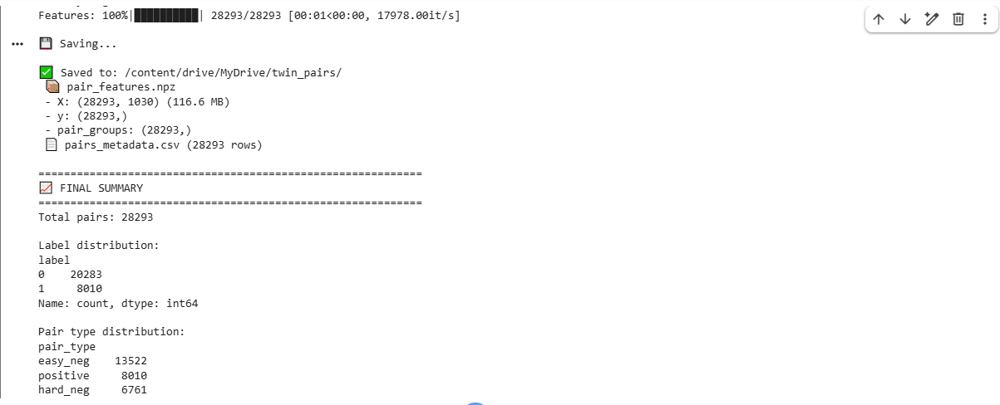 Features: 100%|██████████| 28293/28293 [00:01<00:00, 17978.00it/s]
💾 Saving...
✅ Saved to: /content/drive/MyDrive/twin_pairs/
📦 pair_features.npz
- X: (28293, 1030) (116.6 MB)
- y: (28293,)
- pair_groups: (28293,)
📄 pairs_metadata.csv (28293 rows)
============================================================
📈 FINAL SUMMARY
============================================================
Total pairs: 28293
Label distribution:
label
0    20283
1     8010
Name: count, dtype: int64
Pair type distribution:
pair_type
easy_neg    13522
positive     8010
hard_neg     6761